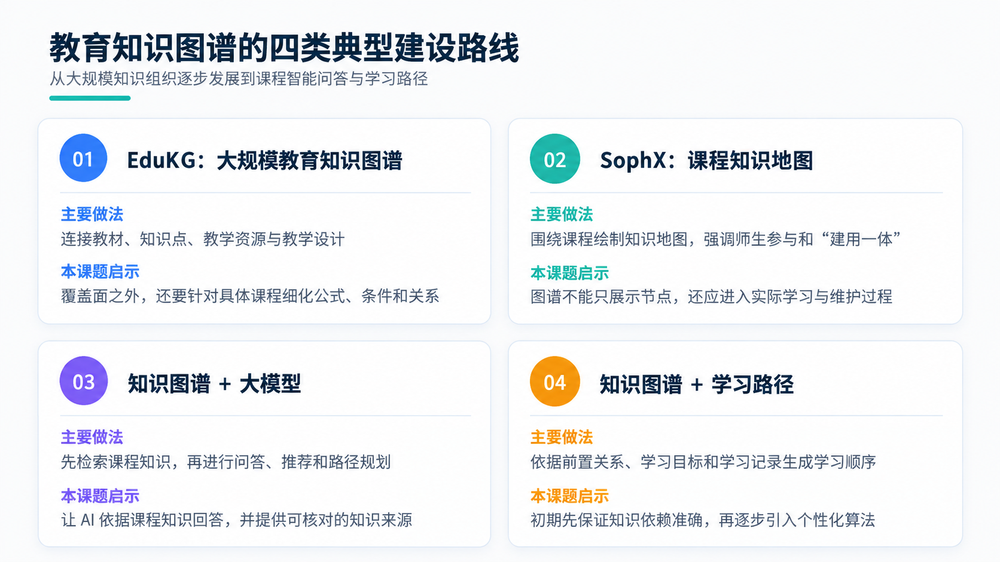 教育知识图谱的四类典型建设路线
从大规模知识组织逐步发展到课程智能问答与学习路径
01
EduKG：大规模教育知识图谱
主要做法
连接教材、知识点、教学资源与教学设计
本课题启示
覆盖面之外，还要针对具体课程细化公式、条件和关系
02
SophX：课程知识地图
主要做法
围绕课程绘制知识地图，强调师生参与和“建用一体”
本课题启示
图谱不能只展示节点，还应进入实际学习与维护过程
03
知识图谱 + 大模型
主要做法
先检索课程知识，再进行问答、推荐和路径规划
本课题启示
让 AI 依据课程知识回答，并提供可核对的知识来源
04
知识图谱 + 学习路径
主要做法
依据前置关系、学习目标和学习记录生成学习顺序
本课题启示
初期先保证知识依赖准确，再逐步引入个性化算法